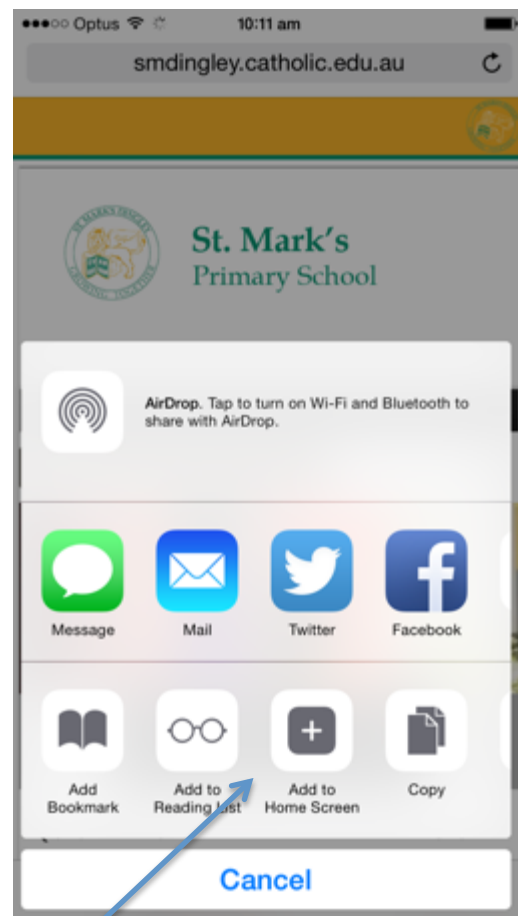 Optus 10:11 am
smdingley.catholic.edu.au
St. Mark's
Primary School
AirDrop. Tap to turn on Wi-Fi and Bluetooth to
share with AirDrop.
Message Mail Twitter Facebook
Add Add to Add to Copy
Bookmark Reading List Home Screen
Cancel